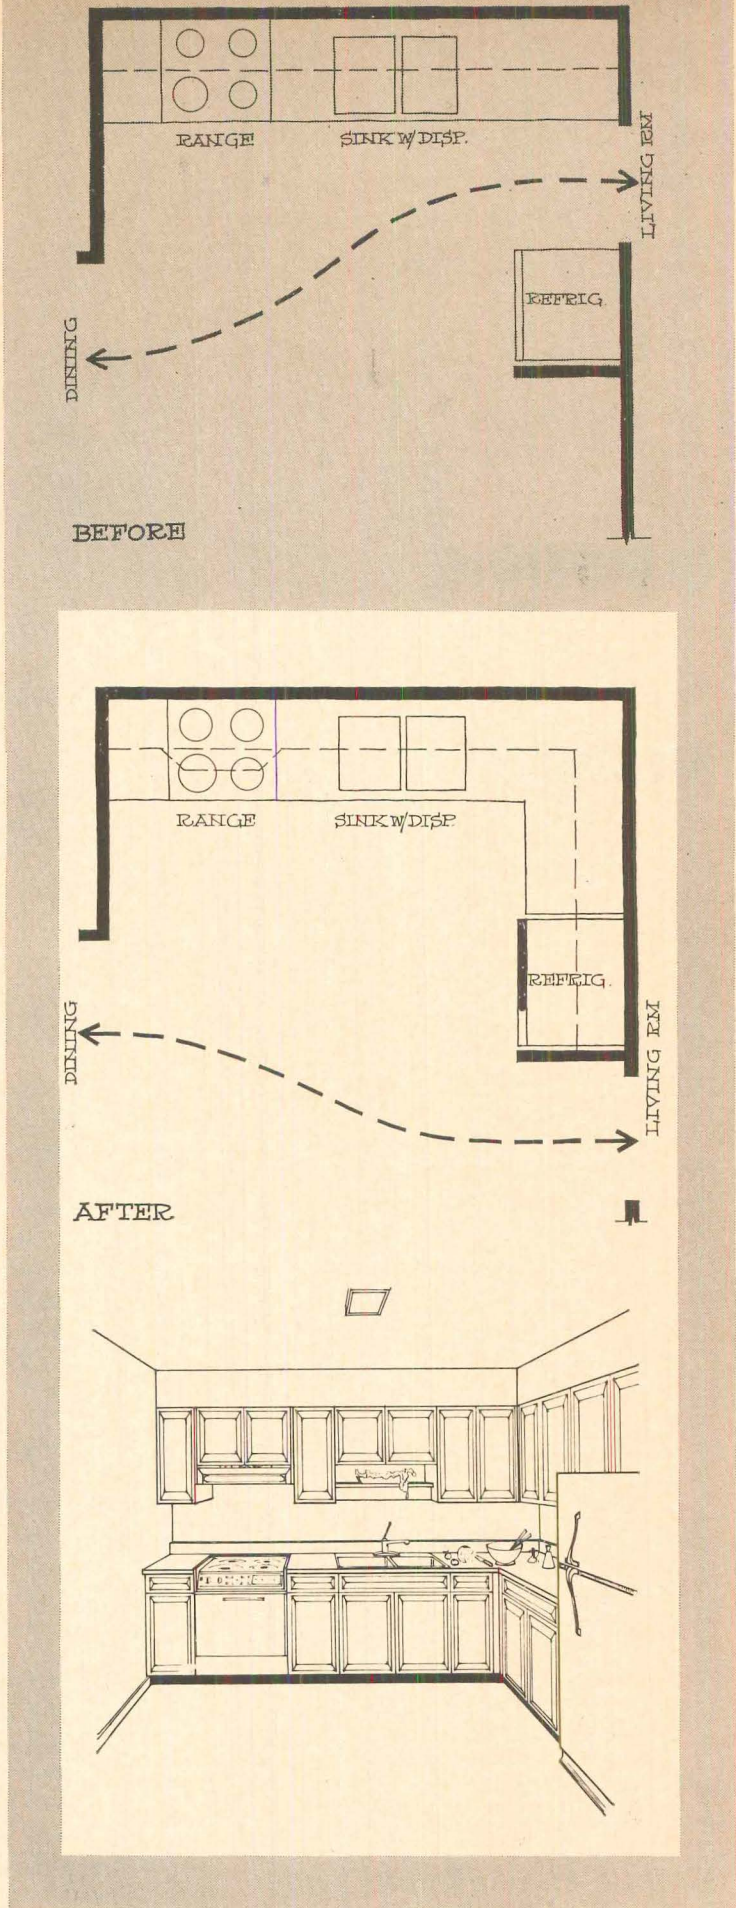 RANGE
SINK W/DISP.
LIVING RM
REFRIG.
DINING
BEFORE
RANGE
SINK W/DISP.
REFRIG.
DINING
LIVING RM
AFTER